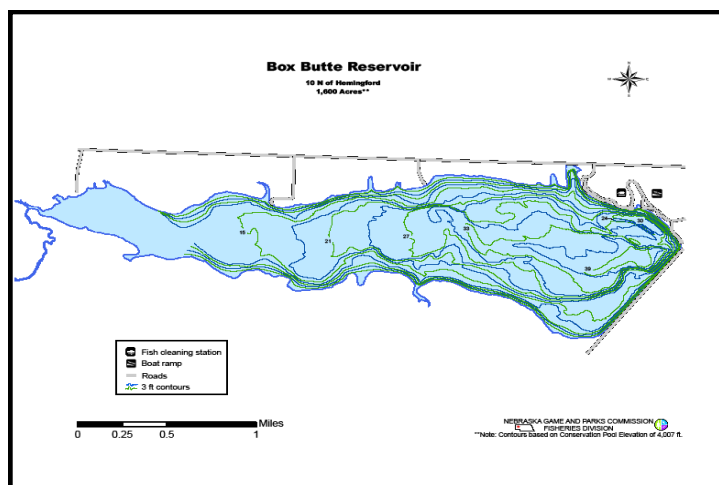 Box Butte Reservoir
10 N of Hemingford
1,600 Acres**
15
21
27
33
39
24
30
Fish cleaning station
Boat ramp
Roads
3 ft contours
Miles
0 0.25 0.5 1
NEBRASKA GAME AND PARKS COMMISSION
FISHERIES DIVISION
**Note: Contours based on Conservation Pool Elevation of 4,007 ft.